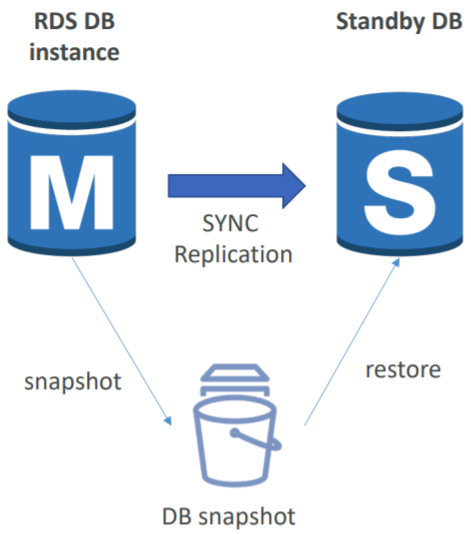 RDS DB
instance
Standby DB
M
S
SYNC
Replication
snapshot
restore
DB snapshot